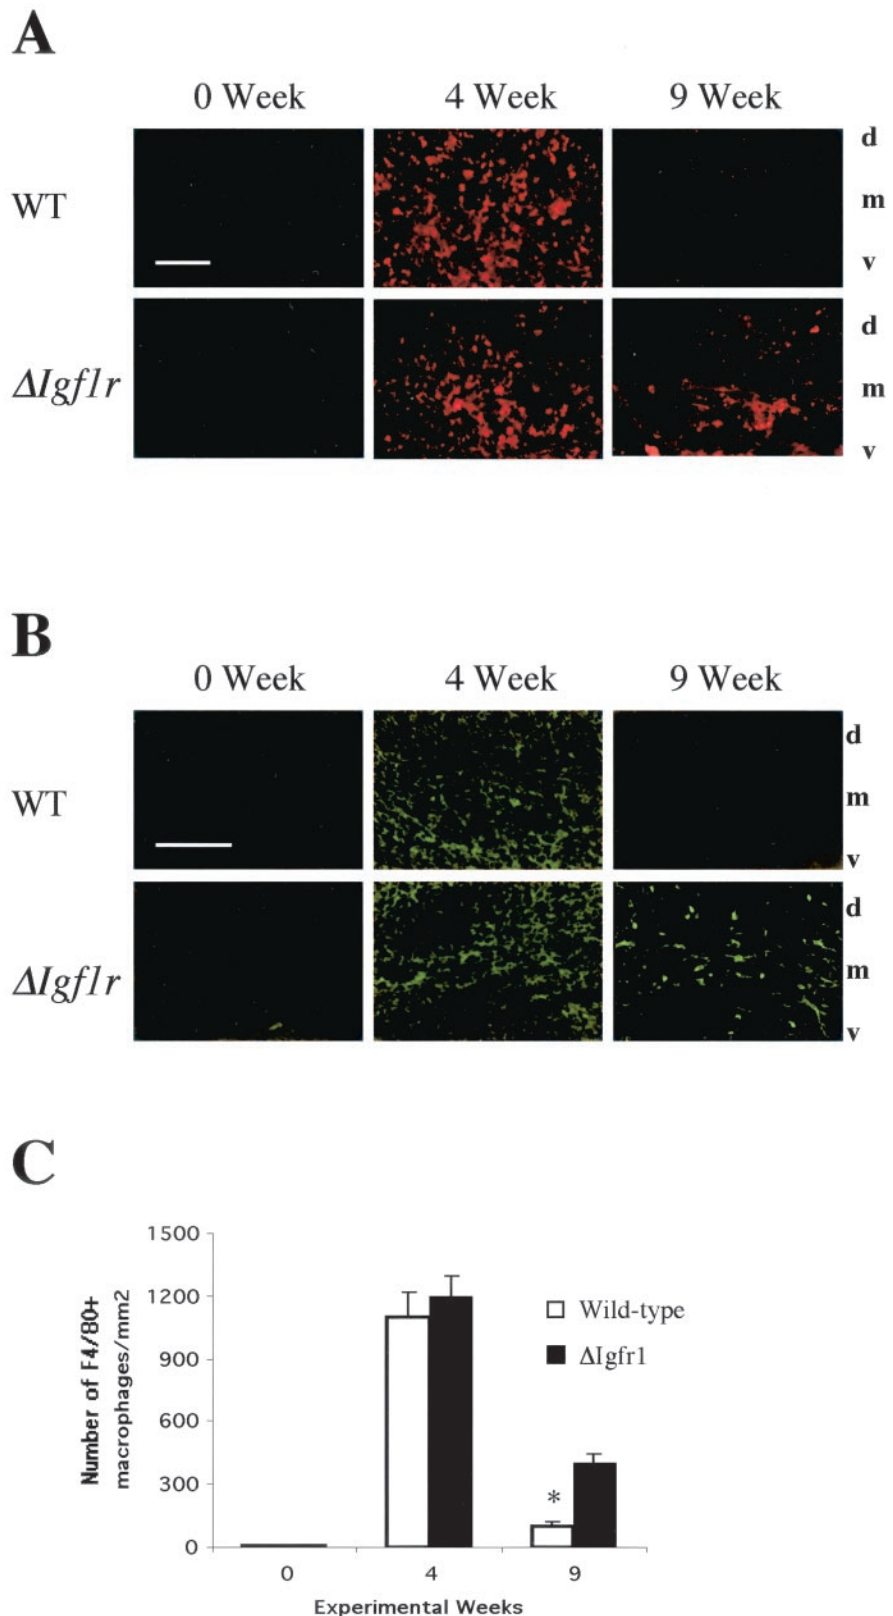 A
0 Week 4 Week 9 Week
WT
d
m
v
ΔIgf1r
d
m
v
B
0 Week 4 Week 9 Week
WT
d
m
v
ΔIgf1r
d
m
v
C
Number of F4/80+
macrophages/mm2
1500
1200
900
600
300
0
Wild-type
ΔIgfr1
*
0 4 9
Experimental Weeks